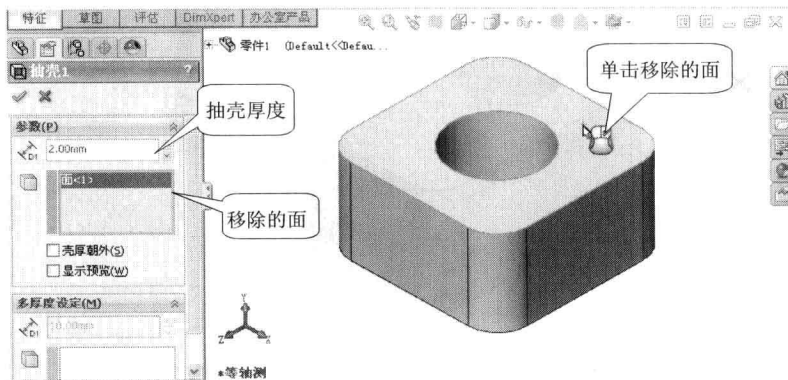 特征 草图 评估 DimXpert 办公室产品
零件1 (Default<<Defau...
抽壳1 ?
单击移除的面
抽壳厚度
参数(P)
D1 2.00mm
面<1>
移除的面
壳厚朝外(S)
显示预览(W)
多厚度设定(M)
D1 10.00mm
Y
Z X
*等轴测